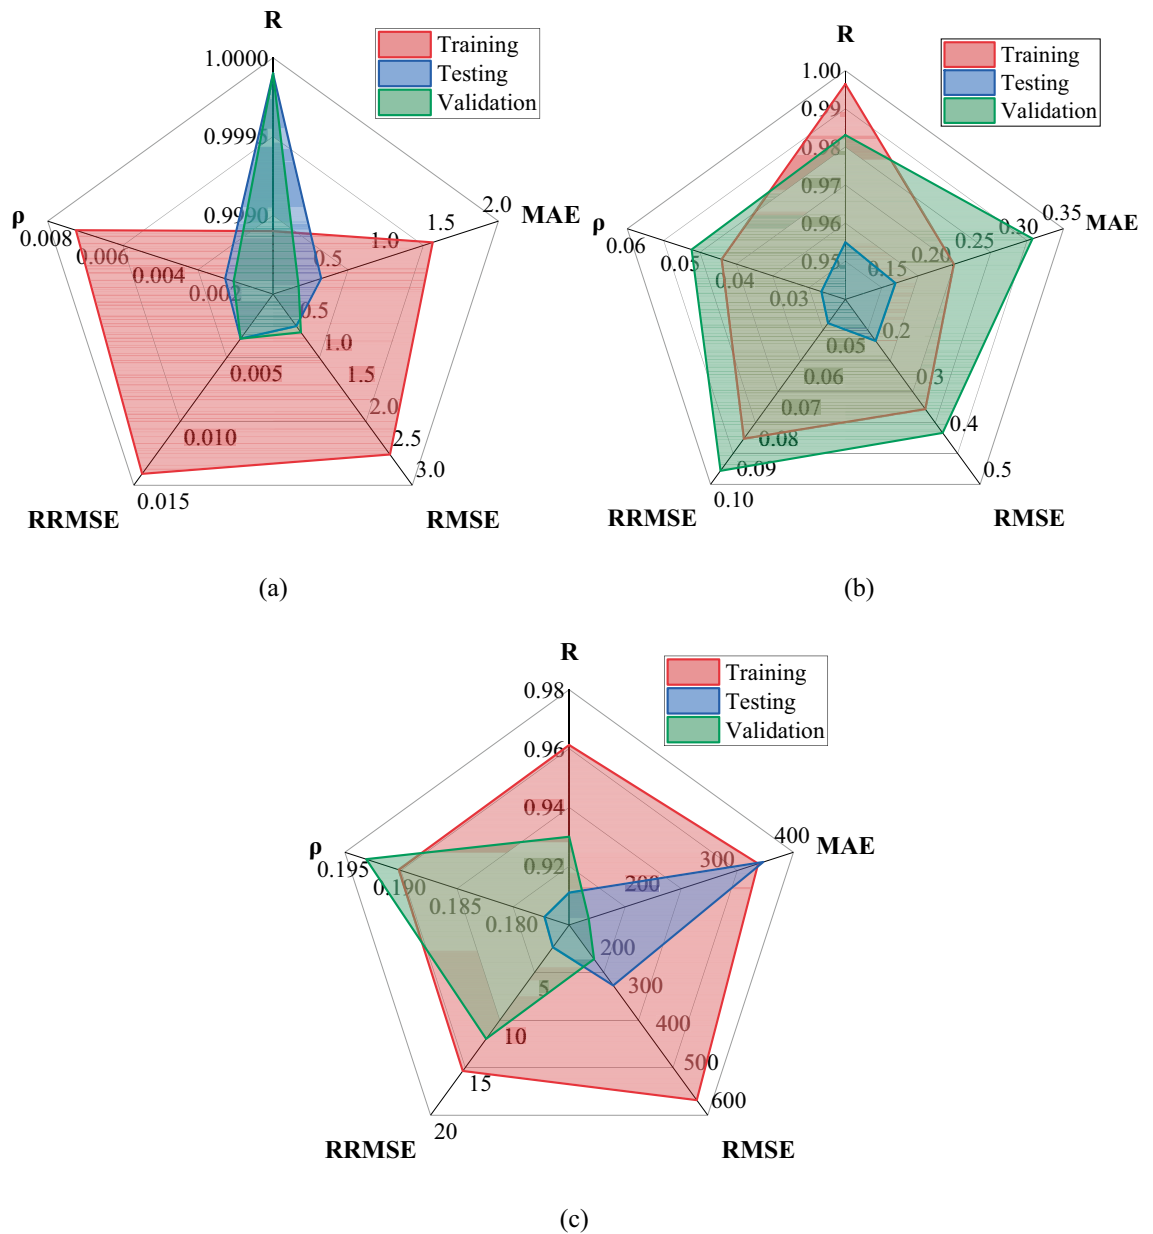 R
1.0000
0.9995
0.9990
Training
Testing
Validation
MAE
2.0
1.5
1.0
0.5
ρ
0.008
0.006
0.004
0.002
0.5
1.0
1.5
2.0
2.5
3.0
RMSE
0.005
0.010
0.015
RRMSE
(a)
R
1.00
0.99
0.98
0.97
0.96
0.95
Training
Testing
Validation
MAE
0.35
0.30
0.25
0.20
0.15
ρ
0.06
0.05
0.04
0.03
0.2
0.3
0.4
0.5
RMSE
0.05
0.06
0.07
0.08
0.09
0.10
RRMSE
(b)
R
0.98
0.96
0.94
0.92
Training
Testing
Validation
MAE
400
300
200
ρ
0.195
0.190
0.185
0.180
200
300
400
500
600
RMSE
5
10
15
20
RRMSE
(c)